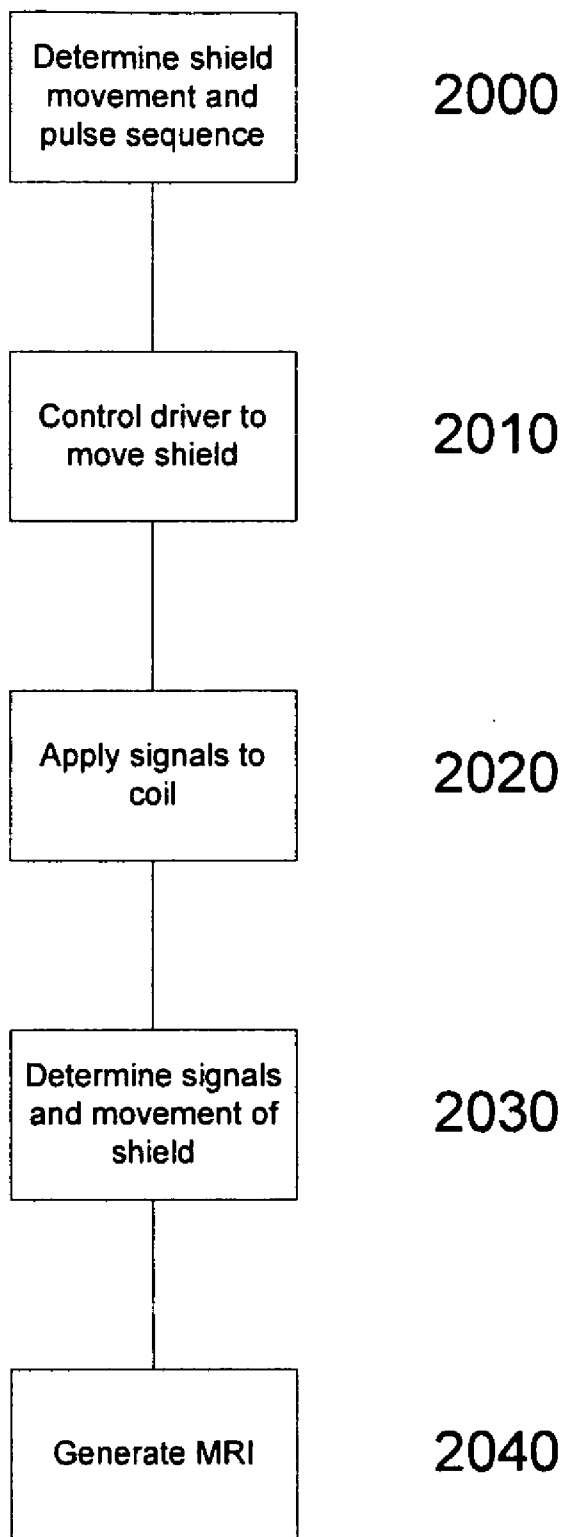 Determine shield
movement and
pulse sequence
2000
Control driver to
move shield
2010
Apply signals to
coil
2020
Determine signals
and movement of
shield
2030
Generate MRI
2040